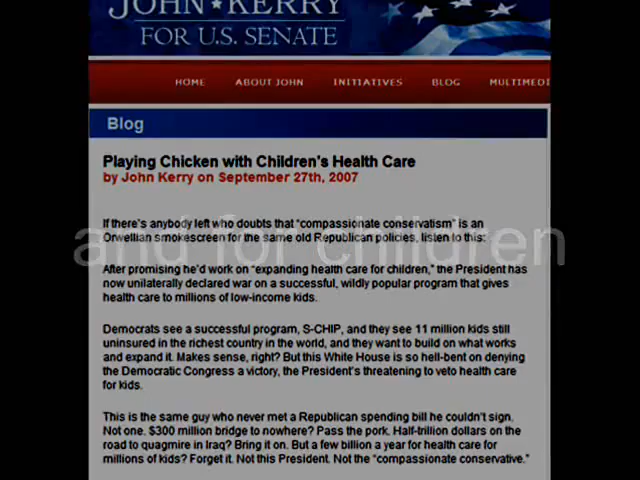 JOHN★KERRY
FOR U.S. SENATE
HOME ABOUT JOHN INITIATIVES BLOG MULTIMEDI
Blog
Playing Chicken with Children's Health Care
by John Kerry on September 27th, 2007
and for children
If there's anybody left who doubts that "compassionate conservatism" is an
Orwellian smokescreen for the same old Republican policies, listen to this:
After promising he'd work on "expanding health care for children," the President has
now unilaterally declared war on a successful, wildly popular program that gives
health care to millions of low-income kids.
Democrats see a successful program, S-CHIP, and they see 11 million kids still
uninsured in the richest country in the world, and they want to build on what works
and expand it. Makes sense, right? But this White House is so hell-bent on denying
the Democratic Congress a victory, the President's threatening to veto health care
for kids.
This is the same guy who never met a Republican spending bill he couldn't sign.
Not one. $300 million bridge to nowhere? Pass the pork. Half-trillion dollars on the
road to quagmire in Iraq? Bring it on. But a few billion a year for health care for
millions of kids? Forget it. Not this President. Not the "compassionate conservative."